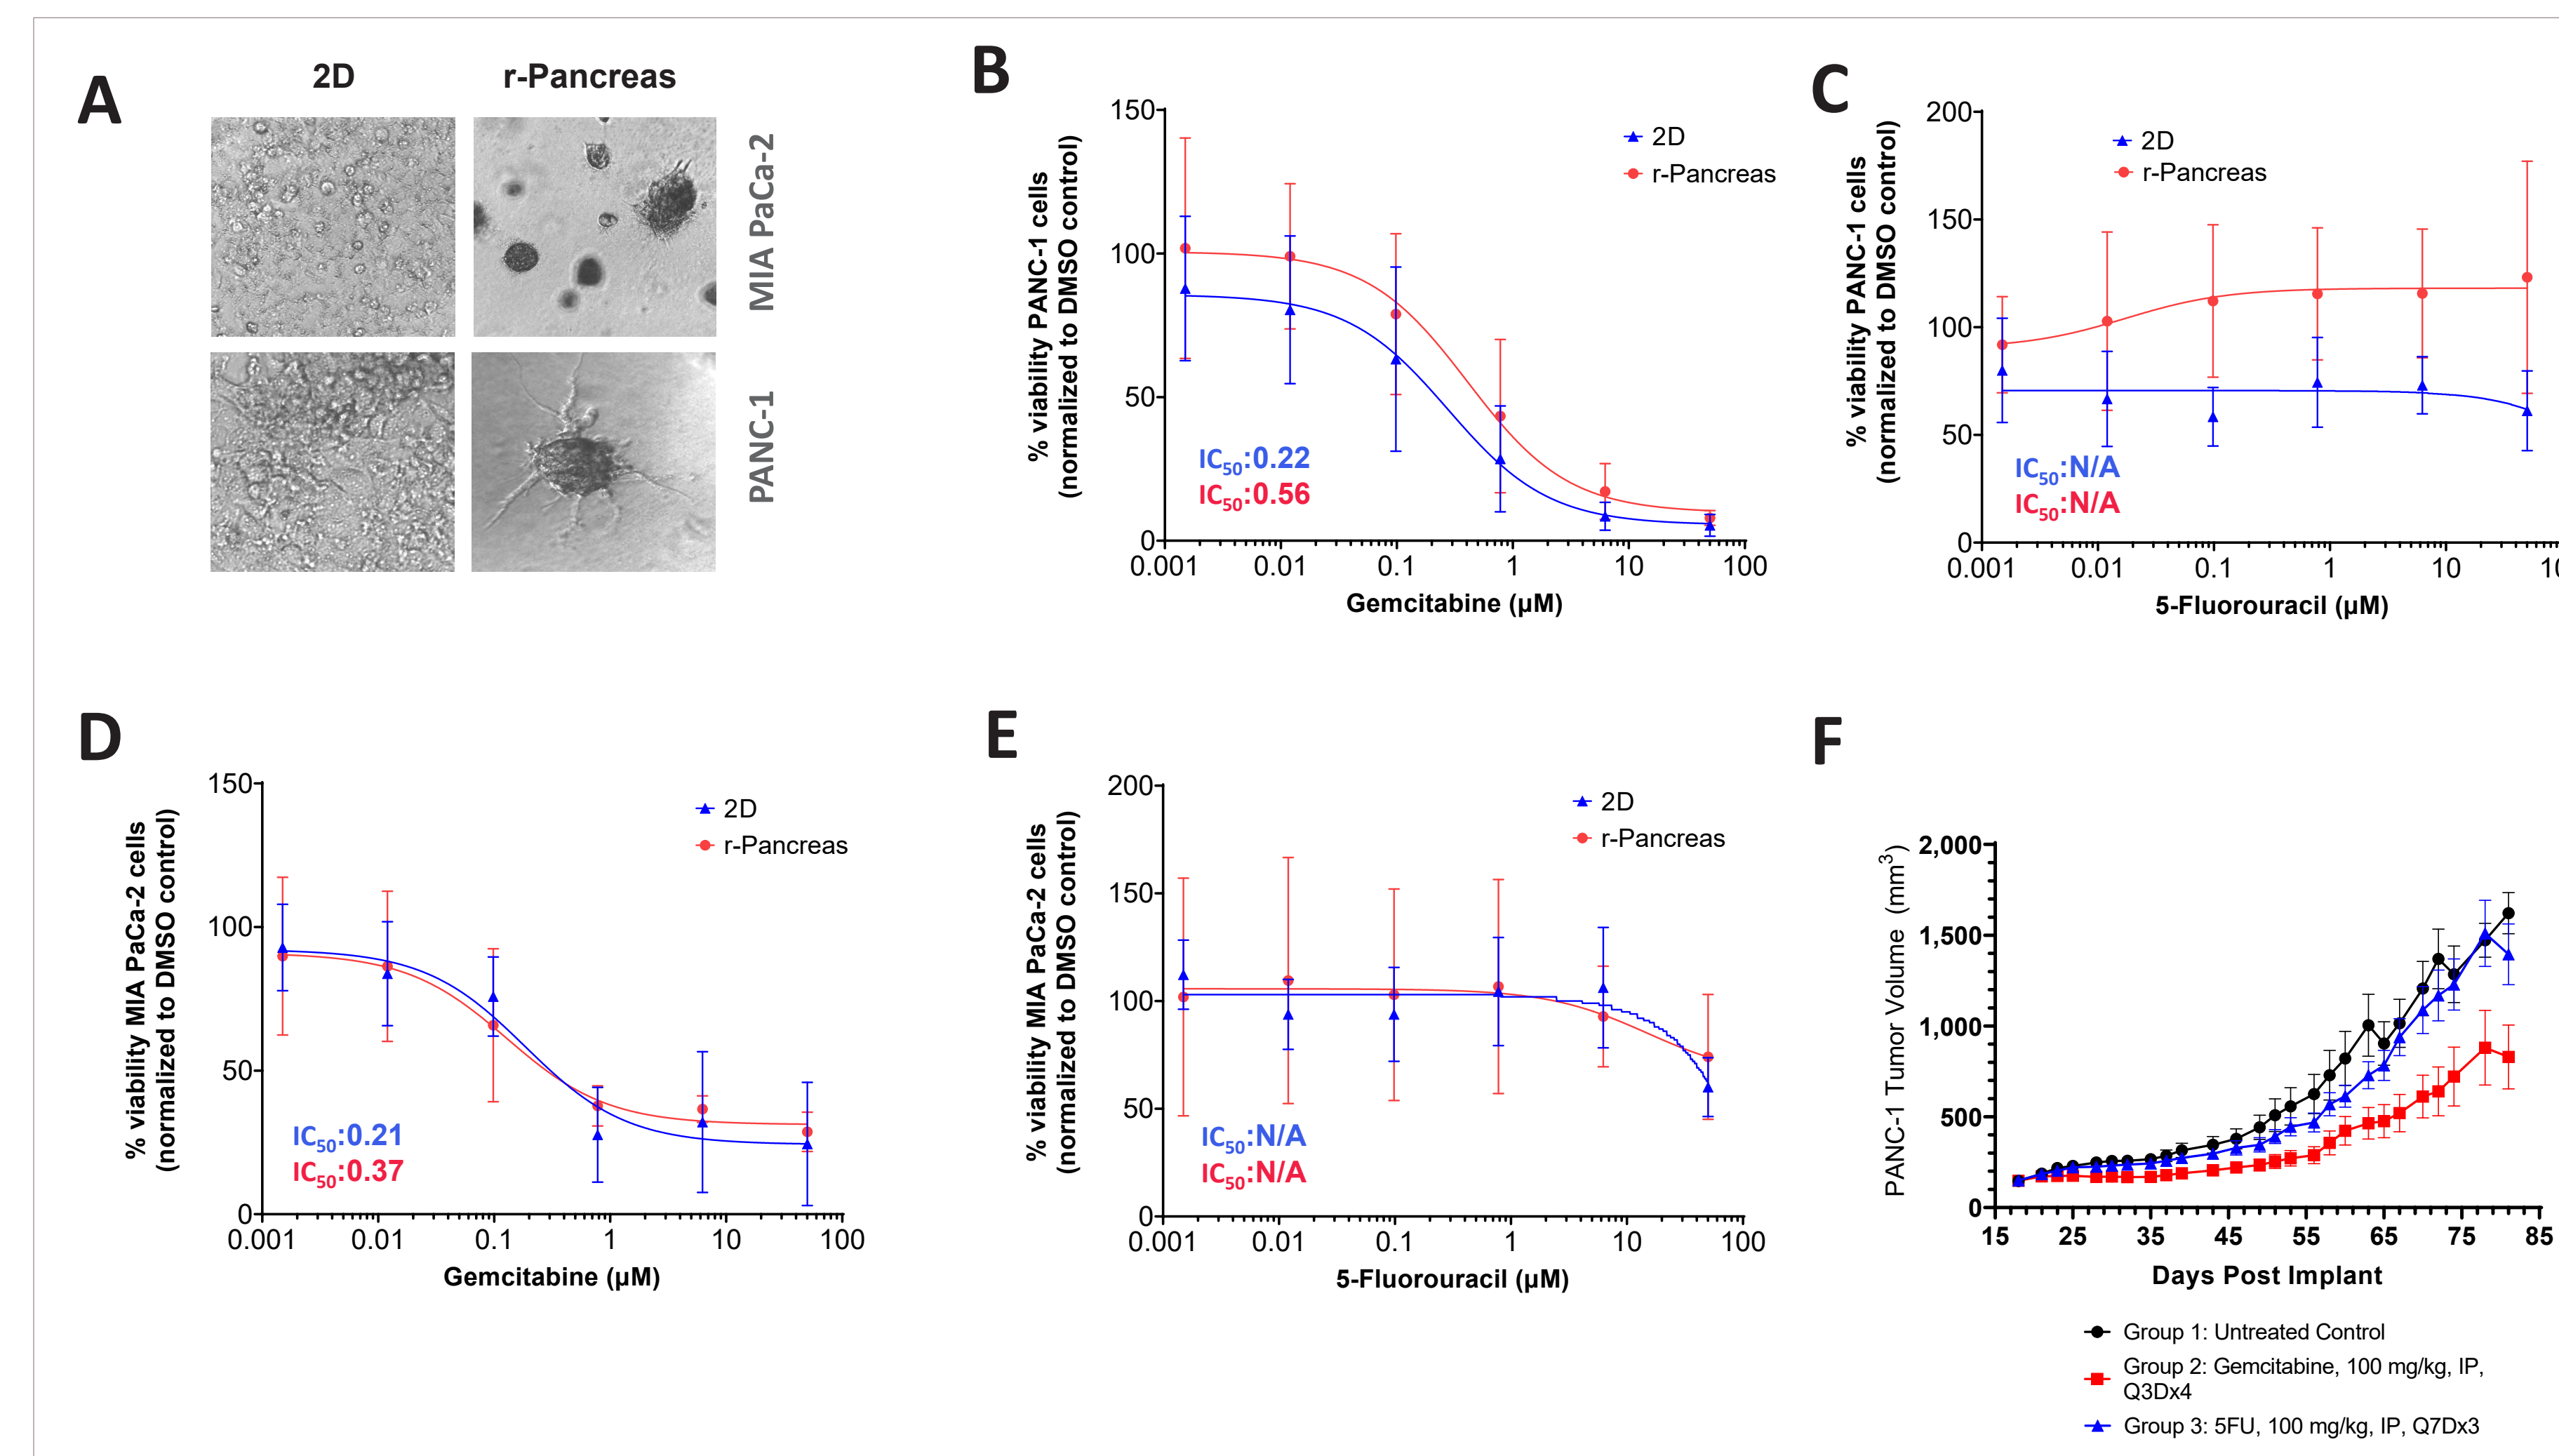 A
2D
r-Pancreas
MIA PaCa-2
PANC-1
B
% viability PANC-1 cells
(normalized to DMSO control)
150
100
50
0
2D
r-Pancreas
IC50:0.22
IC50:0.56
0.001
0.01
0.1
1
10
100
Gemcitabine (µM)
C
% viability PANC-1 cells
(normalized to DMSO control)
200
150
100
50
0
2D
r-Pancreas
IC50:N/A
IC50:N/A
0.001
0.01
0.1
1
10
5-Fluorouracil (µM)
D
% viability MIA PaCa-2 cells
(normalized to DMSO control)
150
100
50
0
2D
r-Pancreas
IC50:0.21
IC50:0.37
0.001
0.01
0.1
1
10
100
Gemcitabine (µM)
E
% viability MIA PaCa-2 cells
(normalized to DMSO control)
200
150
100
50
0
2D
r-Pancreas
IC50:N/A
IC50:N/A
0.001
0.01
0.1
1
10
100
5-Fluorouracil (µM)
F
PANC-1 Tumor Volume (mm3)
2,000
1,500
1,000
500
0
15
25
35
45
55
65
75
85
Days Post Implant
Group 1: Untreated Control
Group 2: Gemcitabine, 100 mg/kg, IP,
Q3Dx4
Group 3: 5FU, 100 mg/kg, IP, Q7Dx3